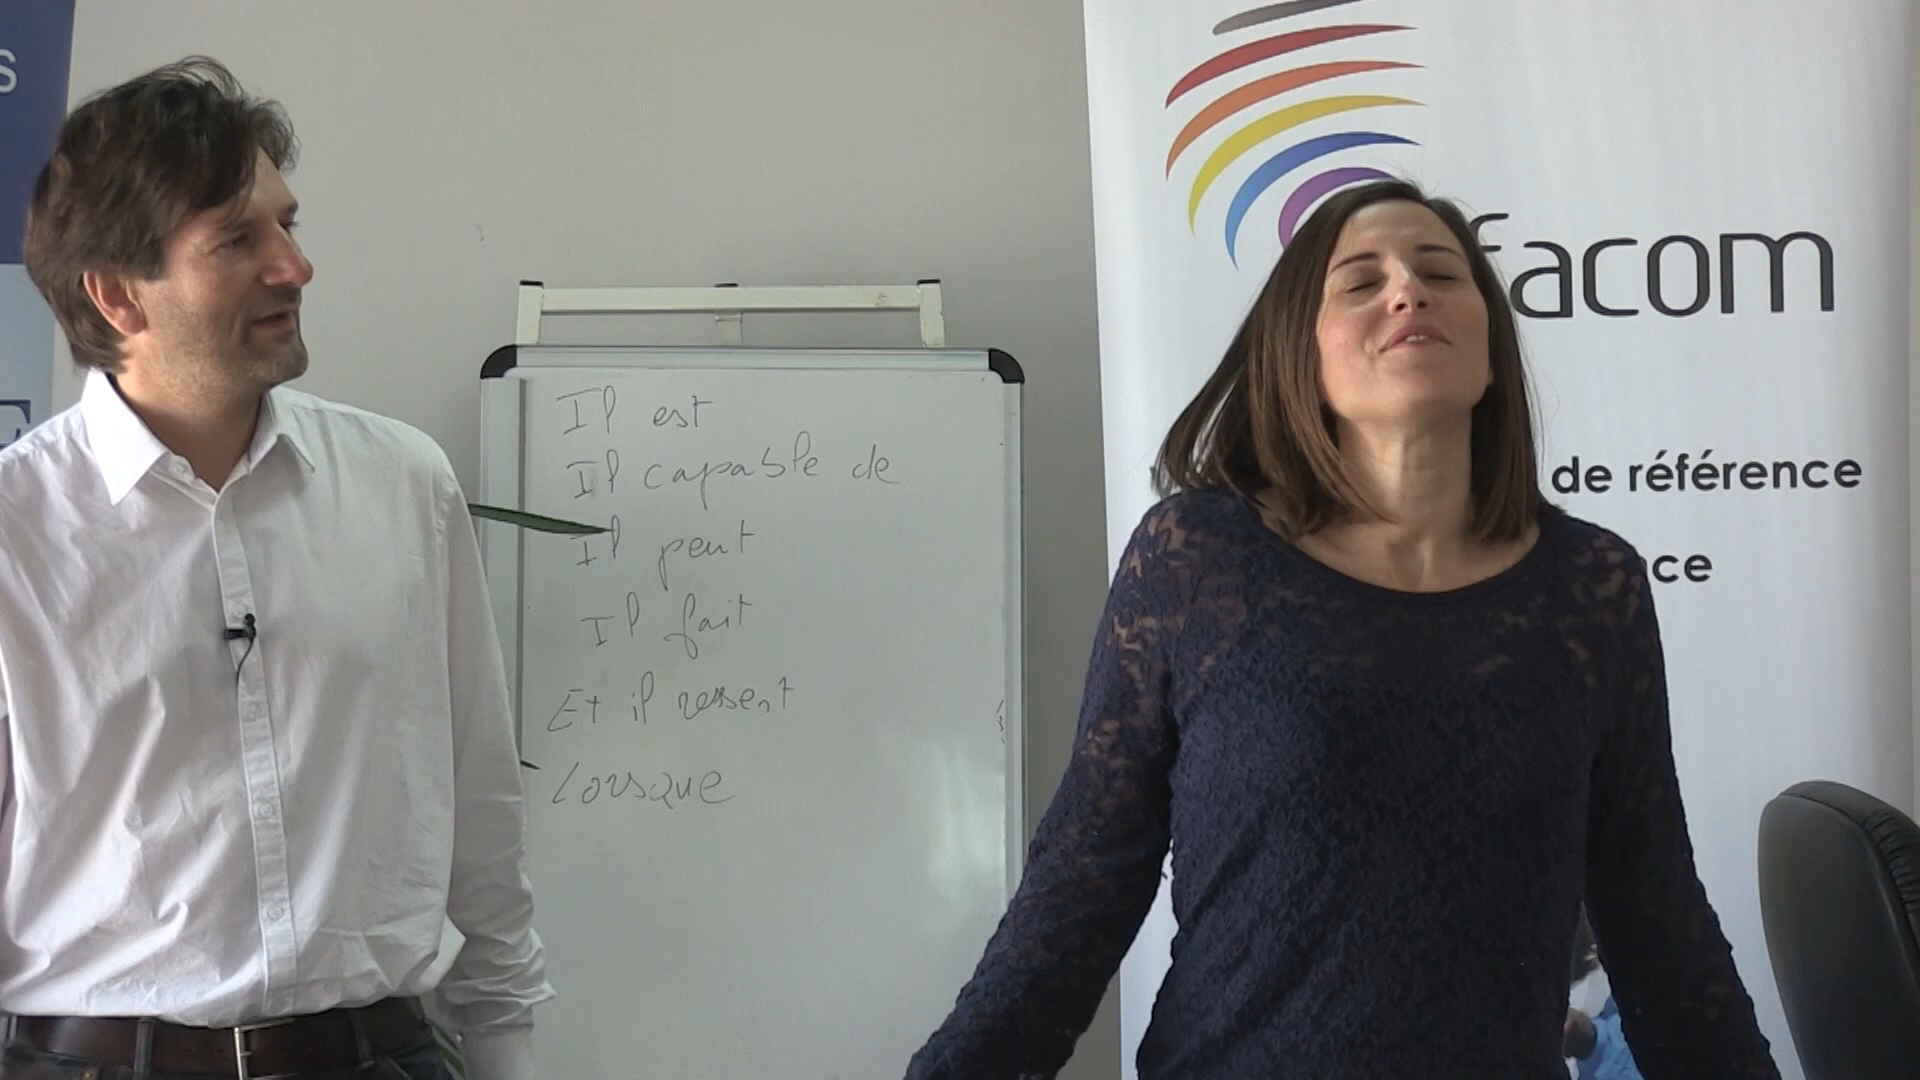 S
E
Il est
Il capable de
Il peut
Il fait
Et il ressent
Lorsque
facom
de référence
nce